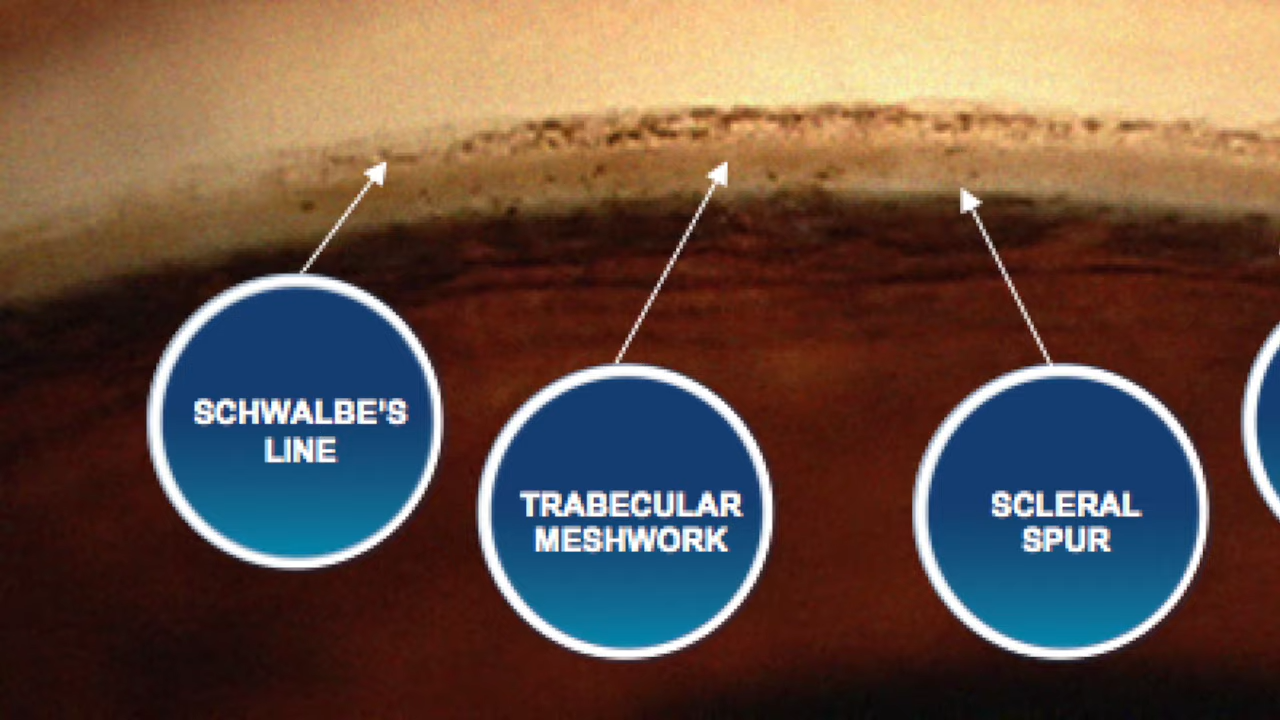 SCHWALBE'S
LINE
TRABECULAR
MESHWORK
SCLERAL
SPUR